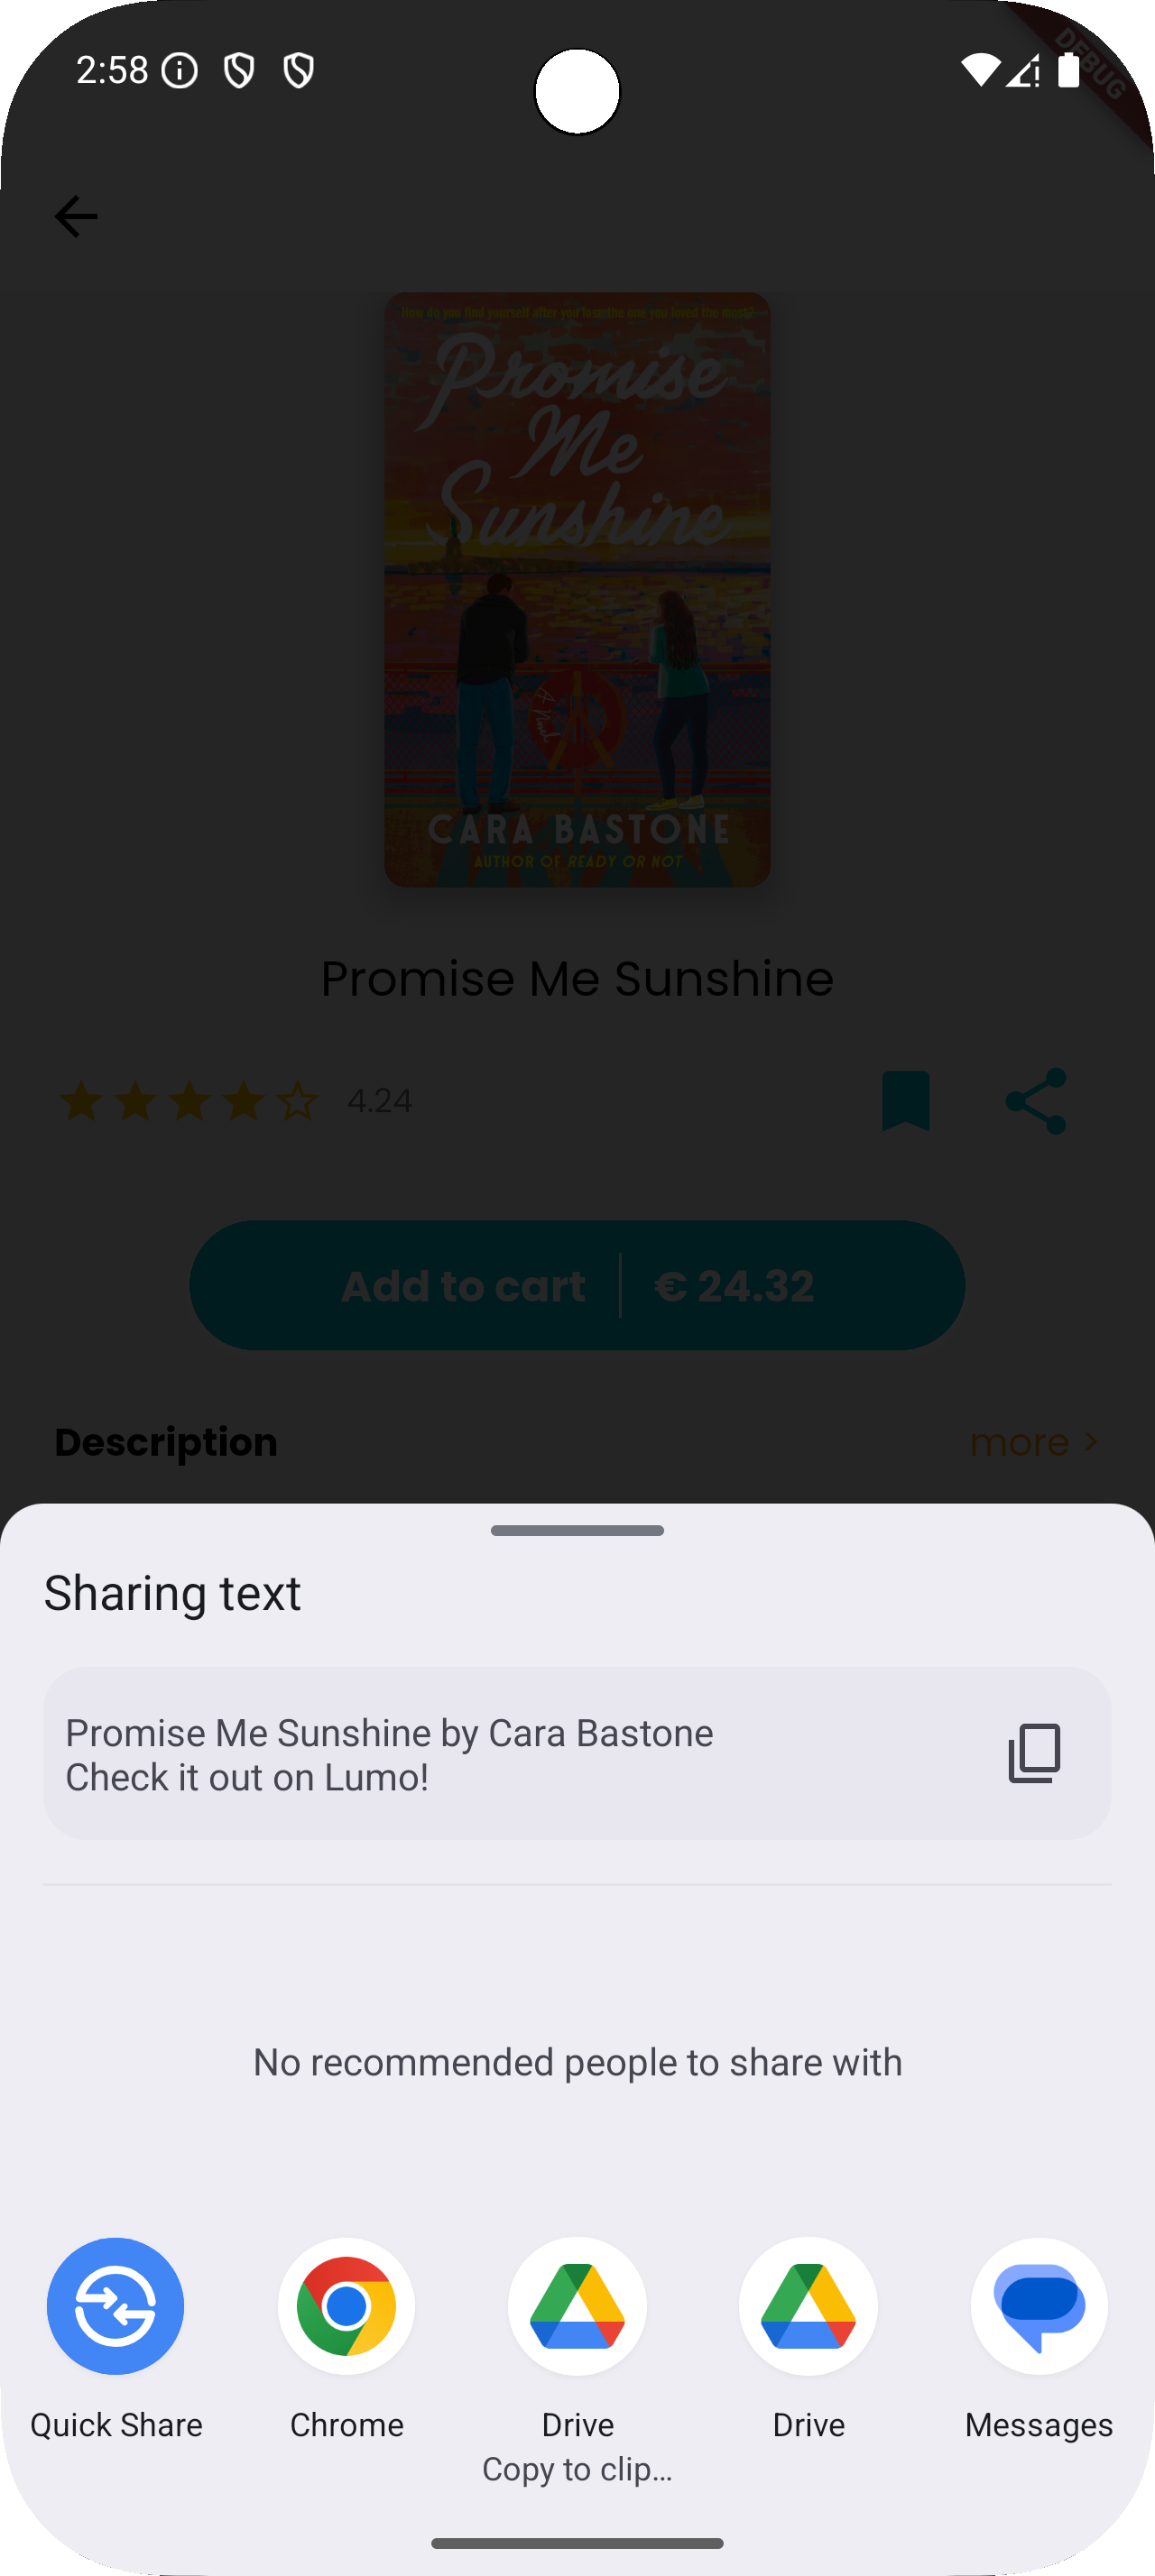 2:58
DEBUG
How do you find yourself after you lose the one you loved the most?
Promise
Me
Sunshine
A Novel
CARA BASTONE
AUTHOR OF READY OR NOT
Promise Me Sunshine
4.24
Add to cart
€ 24.32
Description
more >
Sharing text
Promise Me Sunshine by Cara Bastone
Check it out on Lumo!
No recommended people to share with
Quick Share
Chrome
Drive
Copy to clip…
Drive
Messages